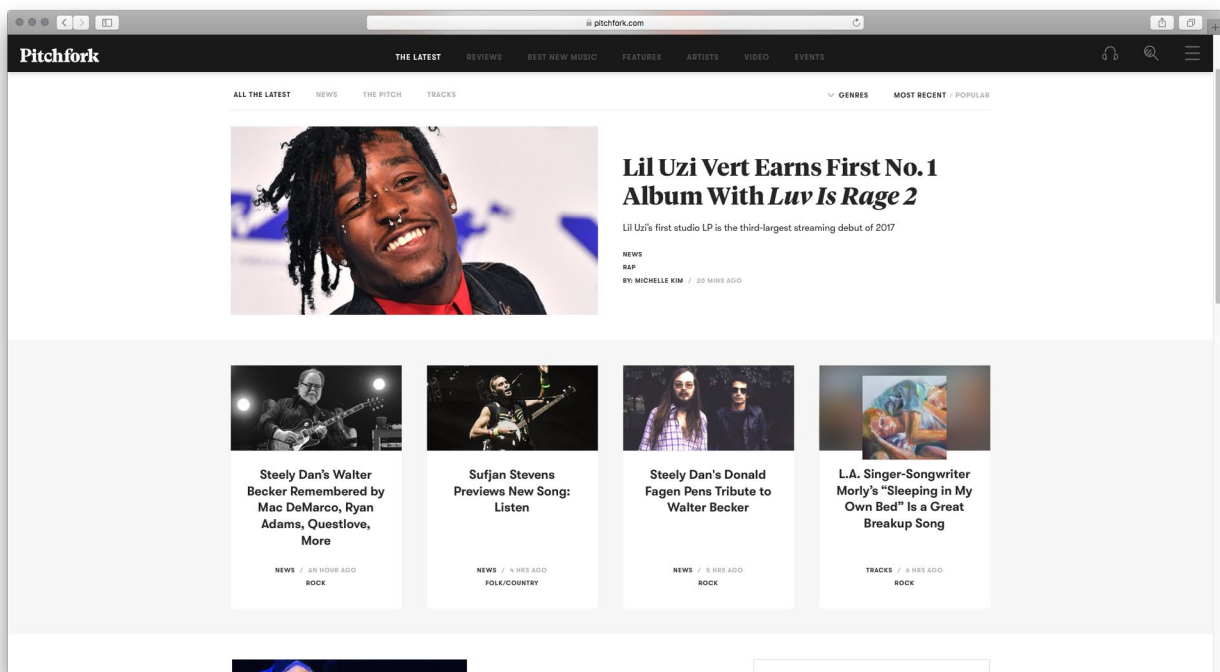 pitchfork.com
Pitchfork
THE LATEST REVIEWS BEST NEW MUSIC FEATURES ARTISTS VIDEO EVENTS
ALL THE LATEST NEWS THE PITCH TRACKS GENRES MOST RECENT / POPULAR
Lil Uzi Vert Earns First No. 1
Album With Luv Is Rage 2
Lil Uzi's first studio LP is the third-largest streaming debut of 2017
NEWS
RAP
BY: MICHELLE KIM / 20 MINS AGO
Steely Dan's Walter
Becker Remembered by
Mac DeMarco, Ryan
Adams, Questlove,
More
NEWS / AN HOUR AGO
ROCK
Sufjan Stevens
Previews New Song:
Listen
NEWS / 4 HRS AGO
FOLK/COUNTRY
Steely Dan's Donald
Fagen Pens Tribute to
Walter Becker
NEWS / 5 HRS AGO
ROCK
L.A. Singer-Songwriter
Morly's “Sleeping in My
Own Bed” Is a Great
Breakup Song
TRACKS / 6 HRS AGO
ROCK